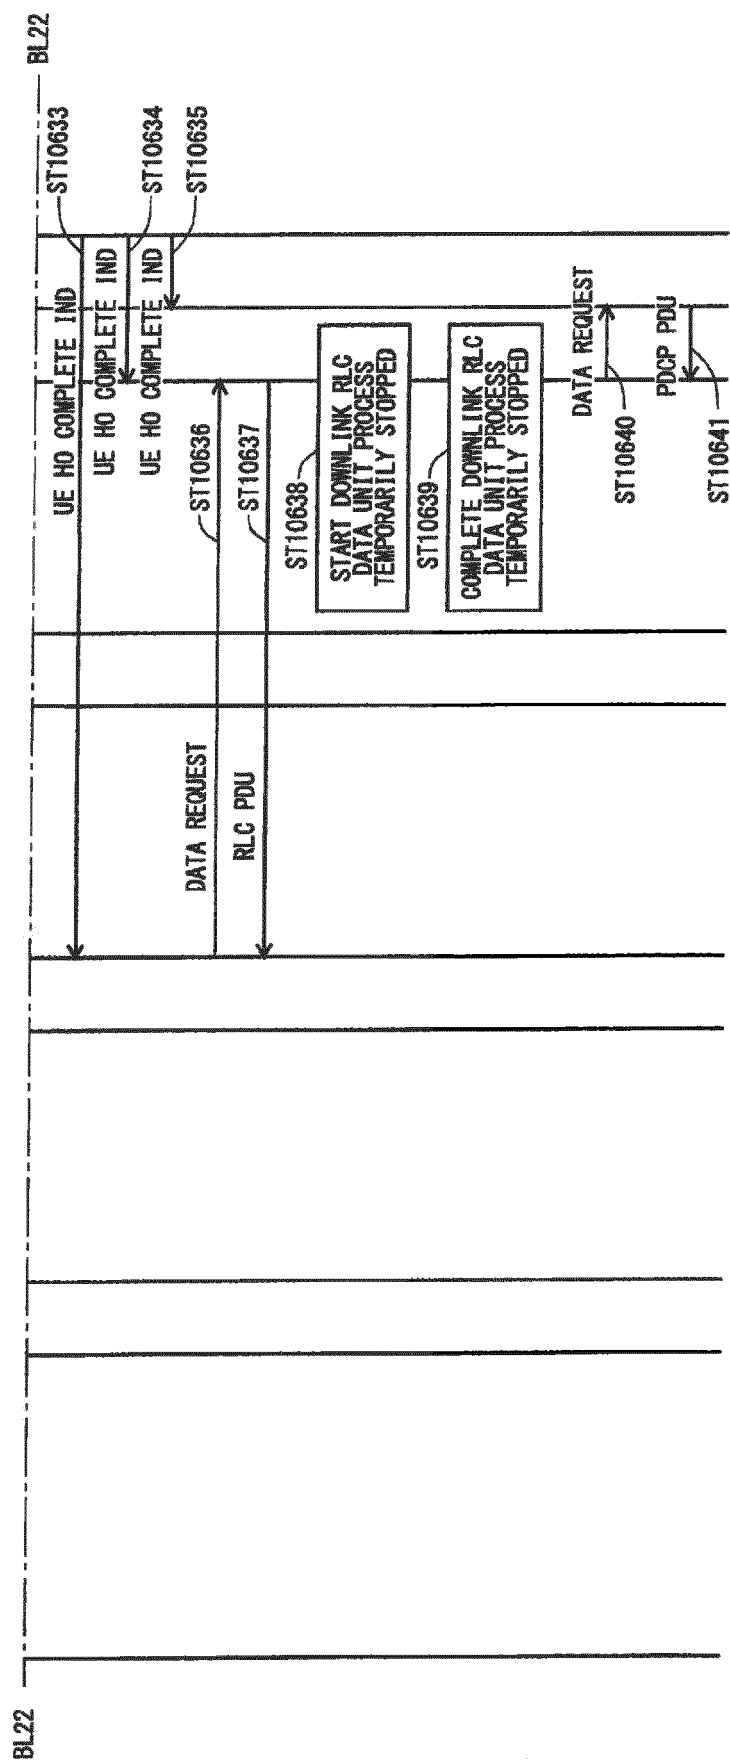 BL22
BL22
UE HO COMPLETE IND
ST10633
UE HO COMPLETE IND
ST10634
UE HO COMPLETE IND
ST10635
DATA REQUEST
ST10636
RLC PDU
ST10637
ST10638
START DOWNLINK RLC
DATA UNIT PROCESS
TEMPORARILY STOPPED
ST10639
COMPLETE DOWNLINK RLC
DATA UNIT PROCESS
TEMPORARILY STOPPED
DATA REQUEST
ST10640
PDCP PDU
ST10641